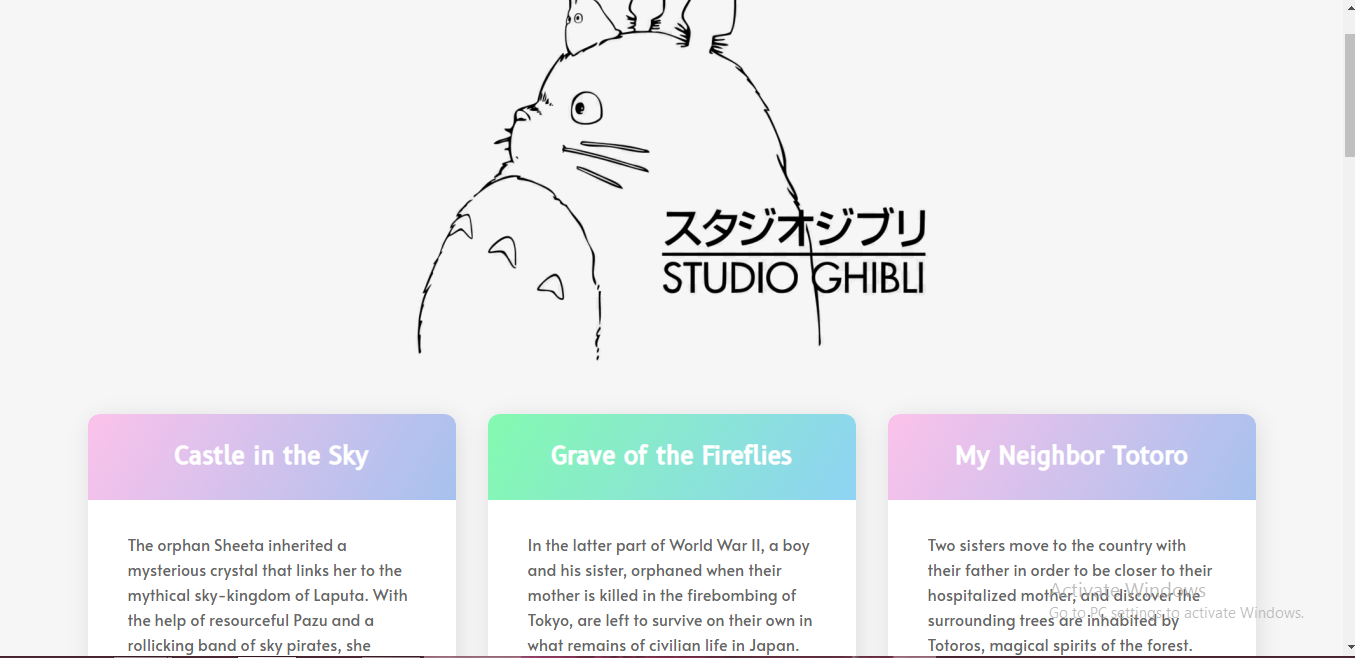 スタジオジブリ
STUDIO GHIBLI
Castle in the Sky
The orphan Sheeta inherited a
mysterious crystal that links her to the
mythical sky-kingdom of Laputa. With
the help of resourceful Pazu and a
rollicking band of sky pirates, she
Grave of the Fireflies
In the latter part of World War II, a boy
and his sister, orphaned when their
mother is killed in the firebombing of
Tokyo, are left to survive on their own in
what remains of civilian life in Japan.
My Neighbor Totoro
Two sisters move to the country with
their father in order to be closer to their
hospitalized mother, and discover the
surrounding trees are inhabited by
Totoros, magical spirits of the forest.
Activate Windows
Go to PC settings to activate Windows.